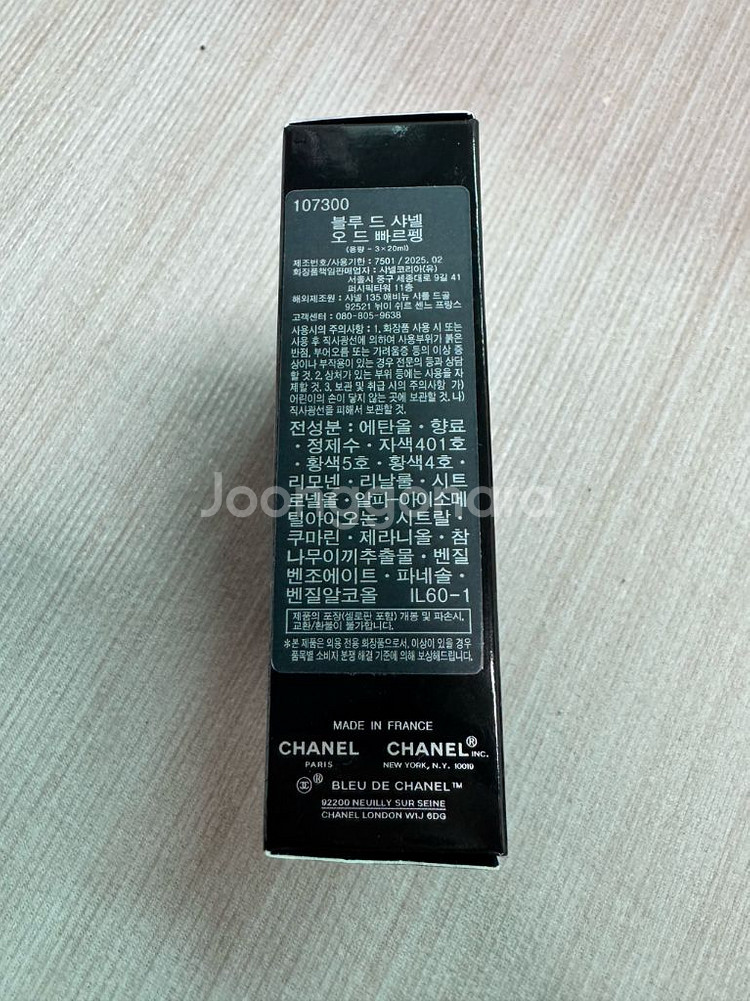 107300
블루 드 샤넬
오 드 빠르펭
(용량 - 3×20ml)
제조번호/사용기한 : 7501 / 2025. 02
화장품책임판매업자 : 샤넬코리아(유)
서울시 중구 세종대로 9길 41
퍼시픽타워 11층
해외제조원 : 샤넬 135 애비뉴 샤를 드골
92521 뉘이 쉬르 센느 프랑스
고객센터 : 080-805-9638
사용시의 주의사항 : 1. 화장품 사용 시 또는
사용 후 직사광선에 의하여 사용부위가 붉은
반점, 부어오름 또는 가려움증 등의 이상 증
상이나 부작용이 있는 경우 전문의 등과 상담
할 것. 2. 상처가 있는 부위 등에는 사용을 자
제할 것. 3. 보관 및 취급 시의 주의사항 가)
어린이의 손이 닿지 않는 곳에 보관할 것. 나)
직사광선을 피해서 보관할 것.
전성분 : 에탄올 · 향료
· 정제수 · 자색401호
· 황색5호 · 황색4호 ·
리모넨 · 리날룰 · 시트
로넬올 · 알파-아이소메
틸아이오논 · 시트랄 ·
쿠마린 · 제라니올 · 참
나무이끼추출물 · 벤질
벤조에이트 · 파네솔 ·
벤질알코올 IL60-1
제품의 포장(셀로판 포함) 개봉 및 파손시,
교환/환불이 불가합니다.
※본 제품은 외용 전용 화장품으로서, 이상이 있을 경우
품목별 소비자 분쟁 해결 기준에 의해 보상해드립니다.
Joonggonara
MADE IN FRANCE
CHANEL CHANEL® INC.
PARIS NEW YORK, N.Y. 10019
® BLEU DE CHANEL™
92200 NEUILLY SUR SEINE
CHANEL LONDON W1J 6DG